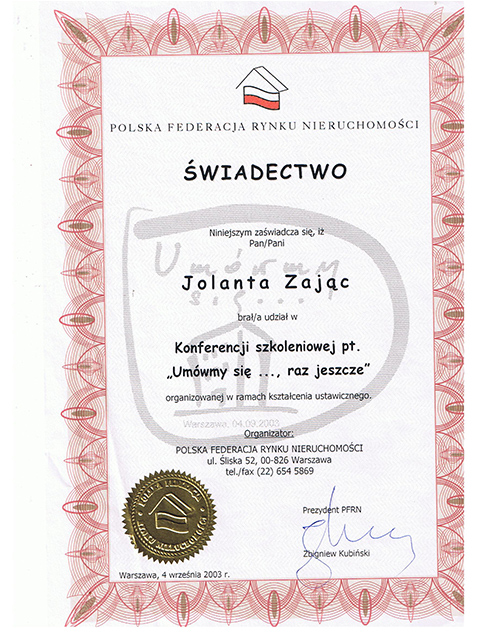 POLSKA FEDERACJA RYNKU NIERUCHOMOŚCI
ŚWIADECTWO
Niniejszym zaświadcza się, iż
Pan/Pani
Umówmy
się...!
Jolanta Zając
brał/a udział w
Konferencji szkoleniowej pt.
„Umówmy się ..., raz jeszcze”
organizowanej w ramach kształcenia ustawicznego.
Warszawa, 04.09.2003
Organizator:
POLSKA FEDERACJA RYNKU NIERUCHOMOŚCI
ul. Śliska 52, 00-826 Warszawa
tel./fax (22) 654 5869
Prezydent PFRN
Zbigniew Kubiński
Warszawa, 4 września 2003 r.